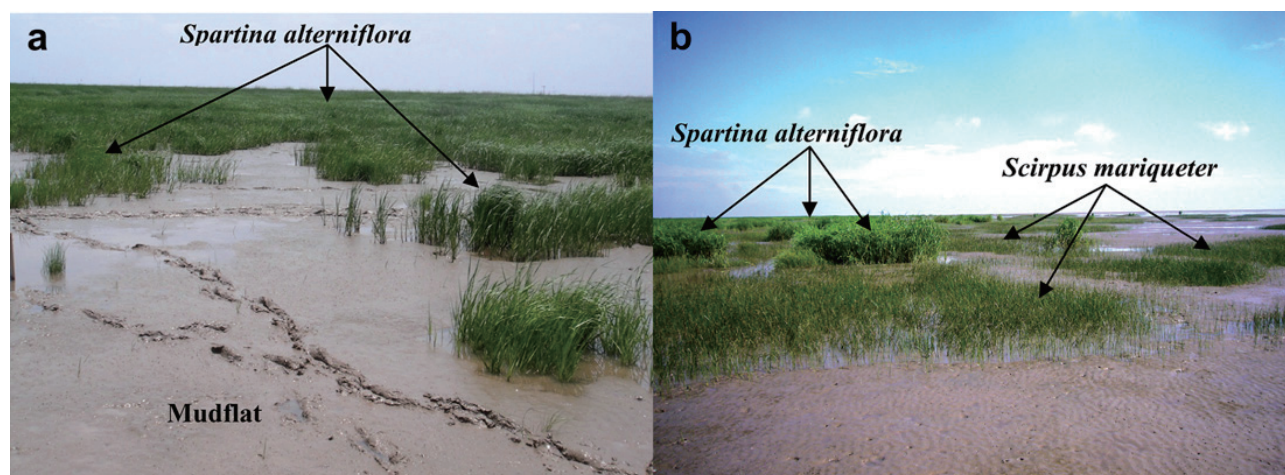 a
Spartina alterniflora
Mudflat
b
Spartina alterniflora
Scirpus mariqueter